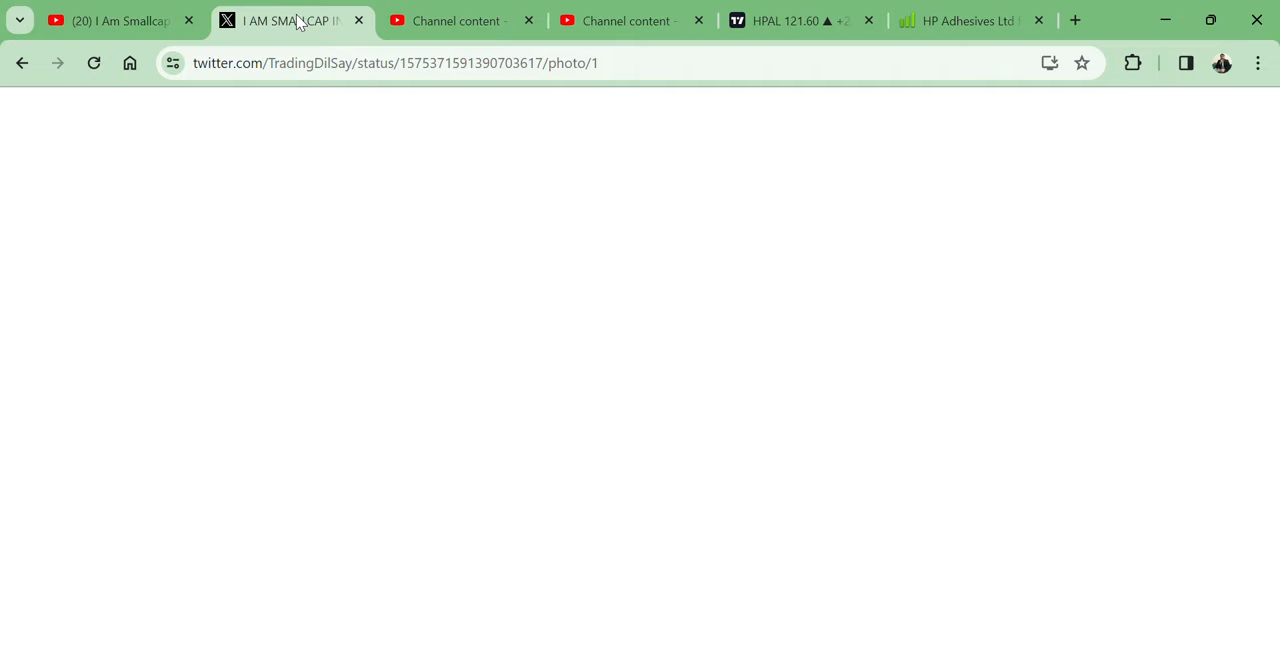 (20) I Am Smallcap
I AM SMALLCAP IN
Channel content -
Channel content -
HPAL 121.60 ▲ +2
HP Adhesives Ltd
twitter.com/TradingDilSay/status/1575371591390703617/photo/1